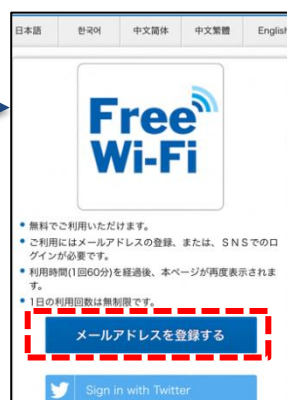 日本語 한국어 中文简体 中文繁體 English
Free
Wi-Fi
• 無料でご利用いただけます。
• ご利用にはメールアドレスの登録、または、SNSでのロ
グインが必要です。
• 利用時間(1回60分)を経過後、本ページが再度表示されま
す。
• 1日の利用回数は無制限です。
メールアドレスを登録する
Sign in with Twitter